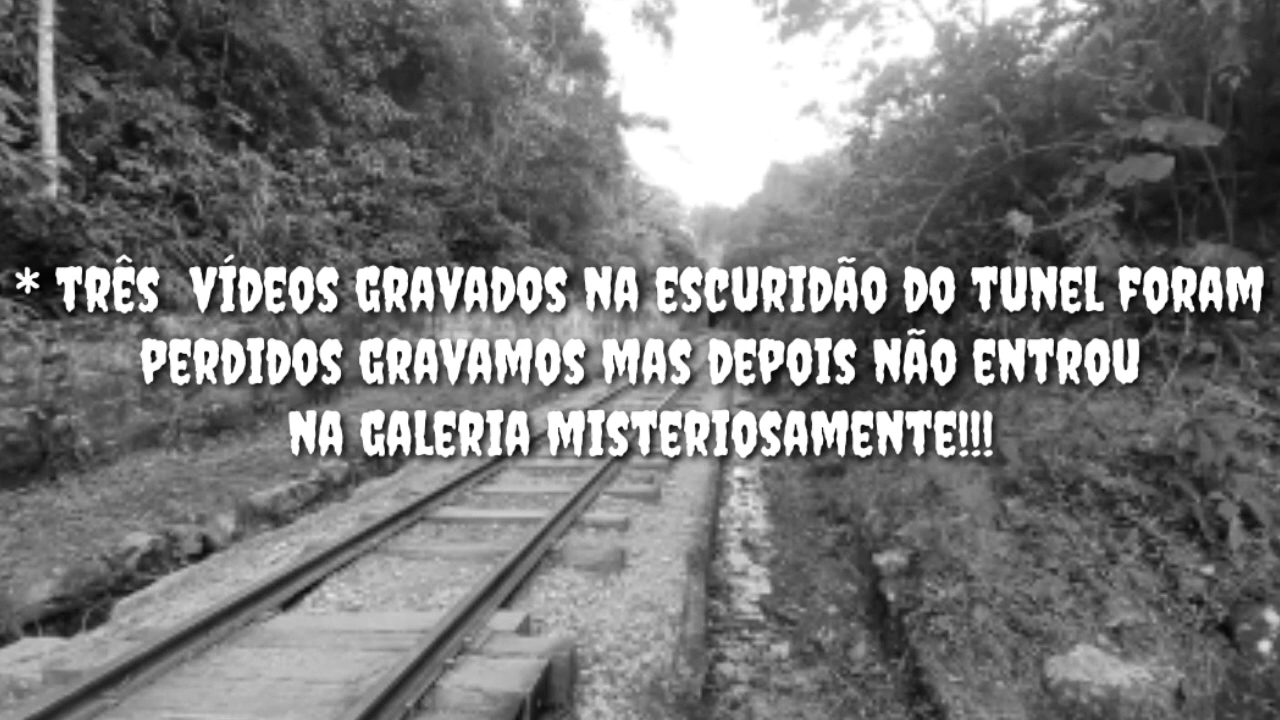 * TRÊS VÍDEOS GRAVADOS NA ESCURIDÃO DO TUNEL FORAM
PERDIDOS GRAVAMOS MAS DEPOIS NÃO ENTROU
NA GALERIA MISTERIOSAMENTE!!!